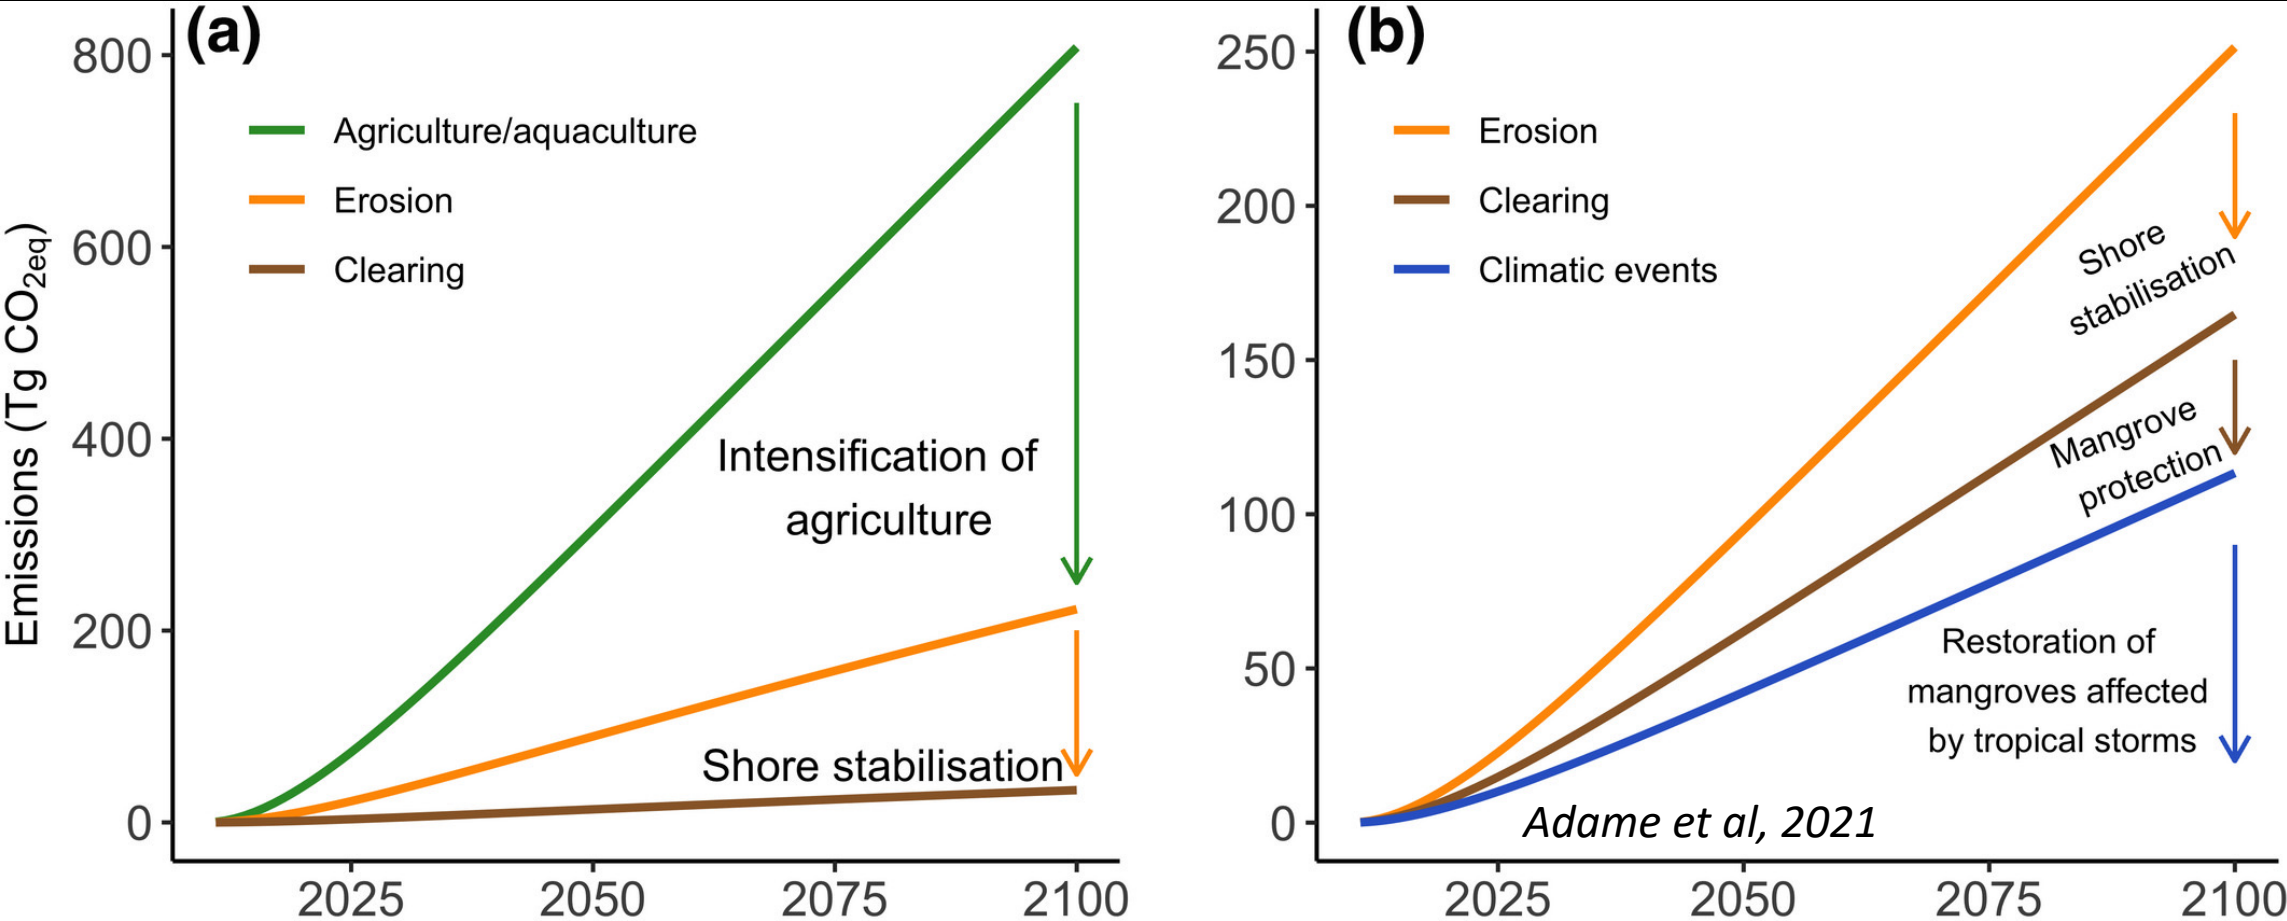 (a)
800
600
400
200
0
Emissions (Tg CO2eq)
Agriculture/aquaculture
Erosion
Clearing
Intensification of
agriculture
Shore stabilisation
2025
2050
2075
2100
(b)
250
200
150
100
50
0
Erosion
Clearing
Climatic events
Shore
stabilisation
Mangrove
protection
Restoration of
mangroves affected
by tropical storms
Adame et al, 2021
2025
2050
2075
2100